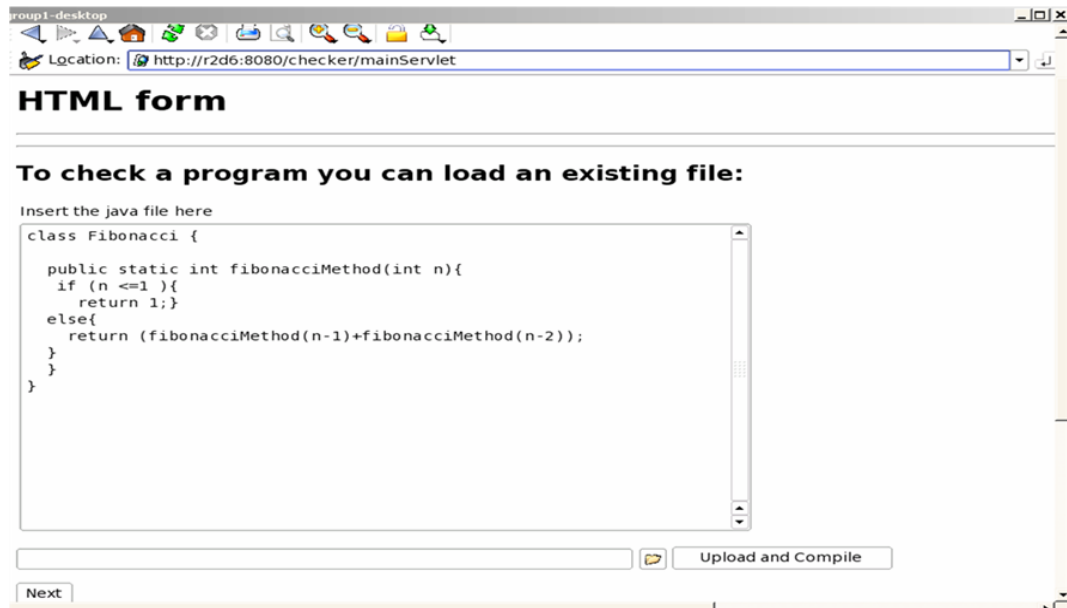 group1-desktop
Location: http://r2d6:8080/checker/mainServlet
HTML form
To check a program you can load an existing file:
Insert the java file here
class Fibonacci {
public static int fibonacciMethod(int n){
if (n <=1 ){
return 1;}
else{
return (fibonacciMethod(n-1)+fibonacciMethod(n-2));
}
}
}
Upload and Compile
Next